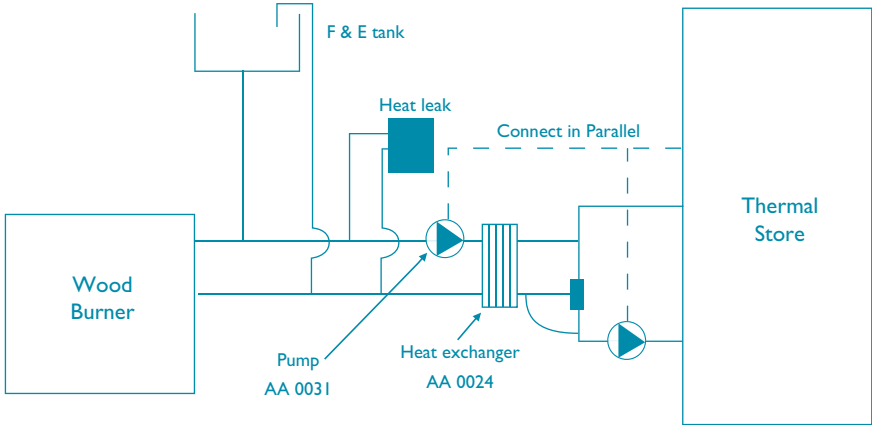 F & E tank
Heat leak
Connect in Parallel
Thermal
Store
Wood
Burner
Pump
AA 0031
Heat exchanger
AA 0024